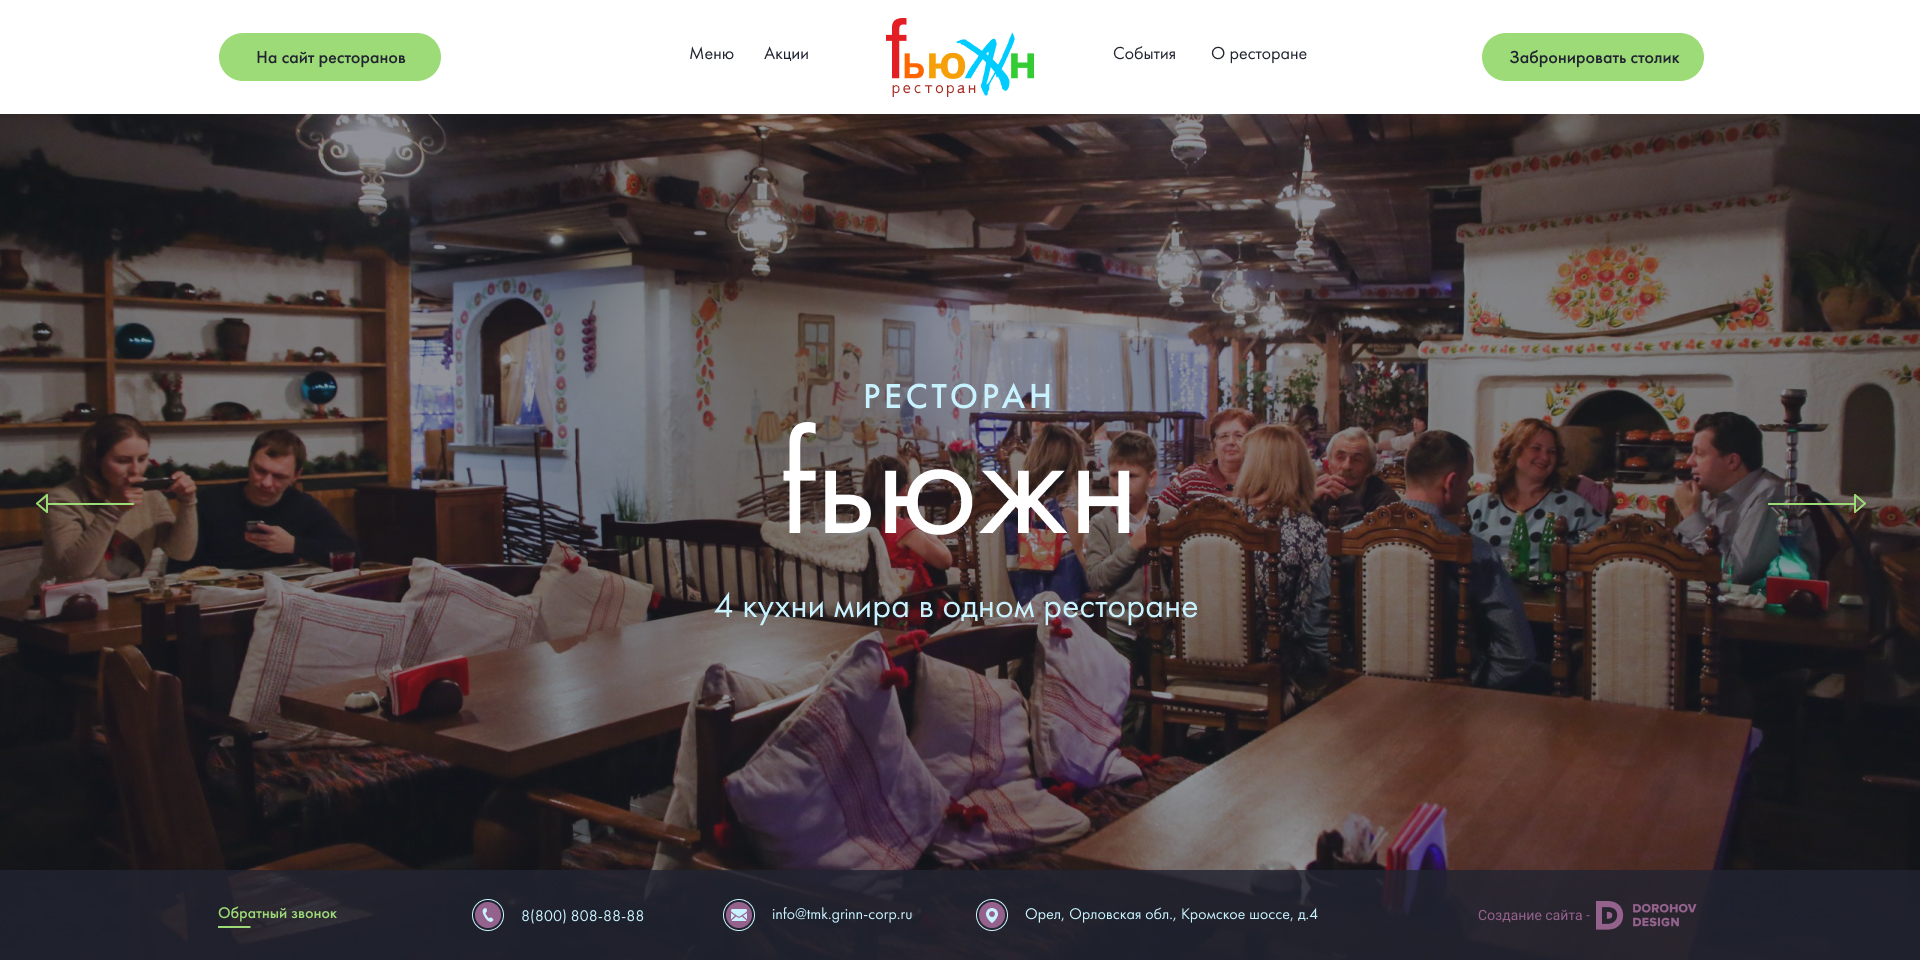 На сайт ресторанов
Меню
Акции
fьюжн
ресторан
События
О ресторане
Забронировать столик
РЕСТОРАН
fьюжн
4 кухни мира в одном ресторане
Обратный звонок
8(800) 808-88-88
info@tmk.grinn-corp.ru
Орел, Орловская обл., Кромское шоссе, д.4
Создание сайта -
DOROHOV
DESIGN